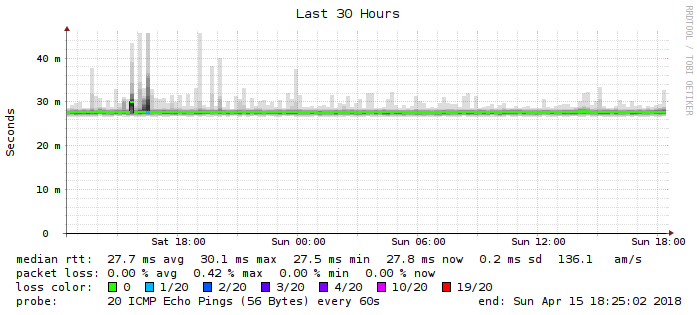 Last 30 Hours
RRDTOOL / TOBI OETIKER
Seconds
40 m
30 m
20 m
10 m
0
Sat 18:00 Sun 00:00 Sun 06:00 Sun 12:00 Sun 18:00
median rtt: 27.7 ms avg 30.1 ms max 27.5 ms min 27.8 ms now 0.2 ms sd 136.1 am/s
packet loss: 0.00 % avg 0.42 % max 0.00 % min 0.00 % now
loss color: 0 1/20 2/20 3/20 4/20 10/20 19/20
probe: 20 ICMP Echo Pings (56 Bytes) every 60s end: Sun Apr 15 18:25:02 2018